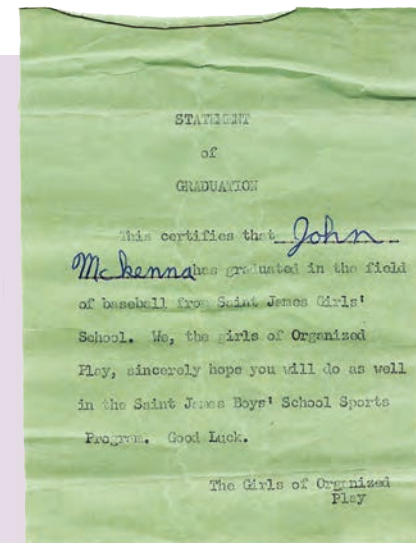 STATEMENT
of
GRADUATION
This certifies that John
McKenna has graduated in the field
of baseball from Saint James Girls'
School. We, the girls of Organized
Play, sincerely hope you will do as well
in the Saint James Boys' School Sports
Program. Good Luck.
The Girls of Organized
Play